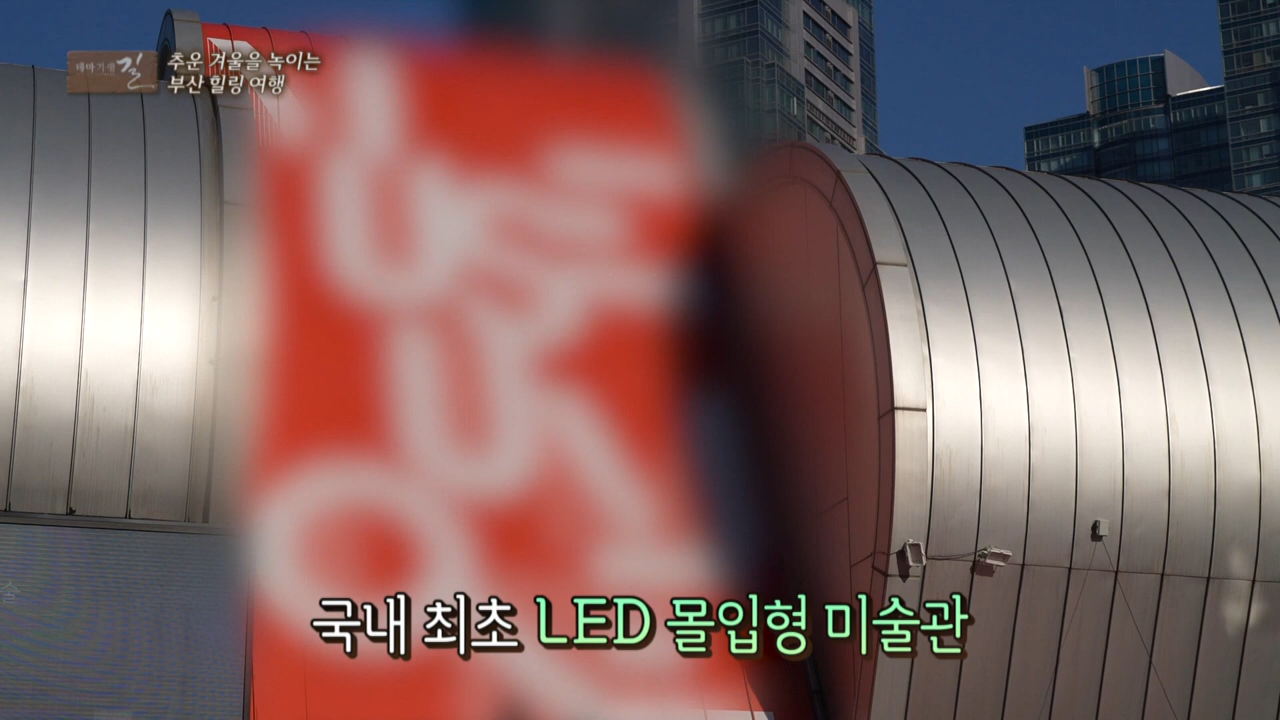 테마기행 길
추운 겨울을 녹이는
부산 힐링 여행
국내 최초 LED 몰입형 미술관